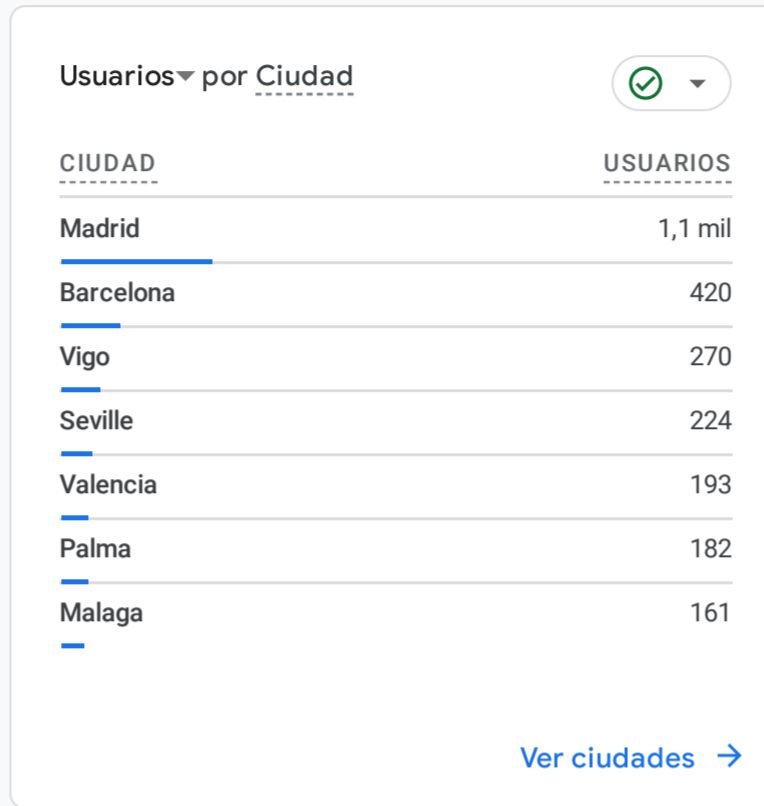 Usuarios por Ciudad
CIUDAD USUARIOS
Madrid 1,1 mil
Barcelona 420
Vigo 270
Seville 224
Valencia 193
Palma 182
Malaga 161
Ver ciudades